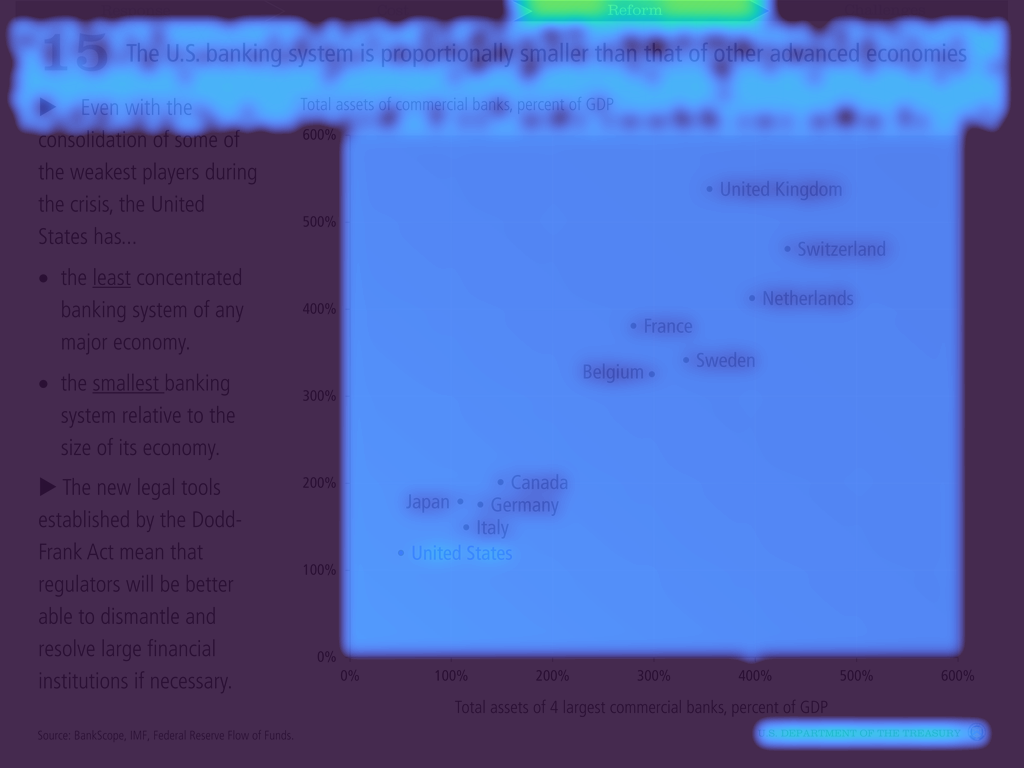 Reform
15 The U.S. banking system is proportionally smaller than that of other advanced economies
▶ Even with the
consolidation of some of
the weakest players during
the crisis, the United
States has...
• the least concentrated
banking system of any
major economy.
• the smallest banking
system relative to the
size of its economy.
▶ The new legal tools
established by the Dodd-
Frank Act mean that
regulators will be better
able to dismantle and
resolve large financial
institutions if necessary.
Total assets of commercial banks, percent of GDP
600%
500%
400%
300%
200%
100%
0%
United Kingdom
Switzerland
Netherlands
France
Sweden
Belgium
Canada
Japan
Germany
Italy
United States
0% 100% 200% 300% 400% 500% 600%
Total assets of 4 largest commercial banks, percent of GDP
Source: BankScope, IMF, Federal Reserve Flow of Funds.
U.S. DEPARTMENT OF THE TREASURY